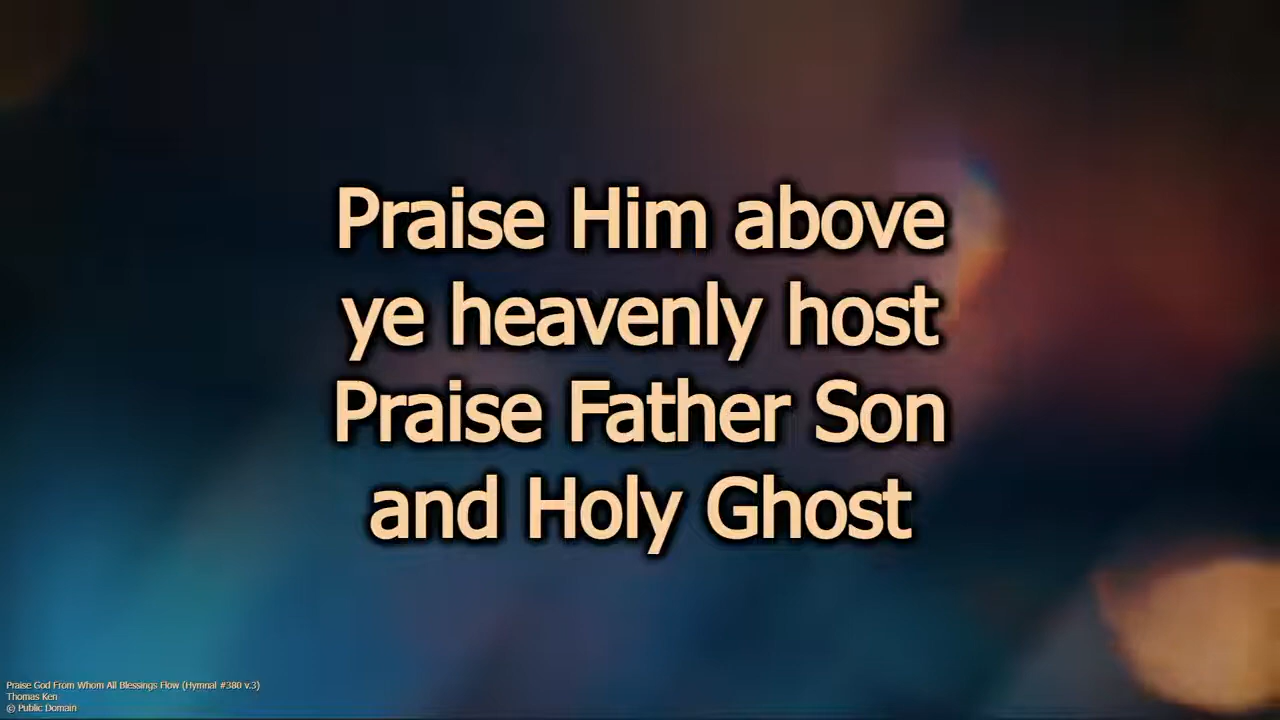 Praise Him above
ye heavenly host
Praise Father Son
and Holy Ghost
Praise God From Whom All Blessings Flow (Hymnal #380 v.3)
Thomas Ken
© Public Domain